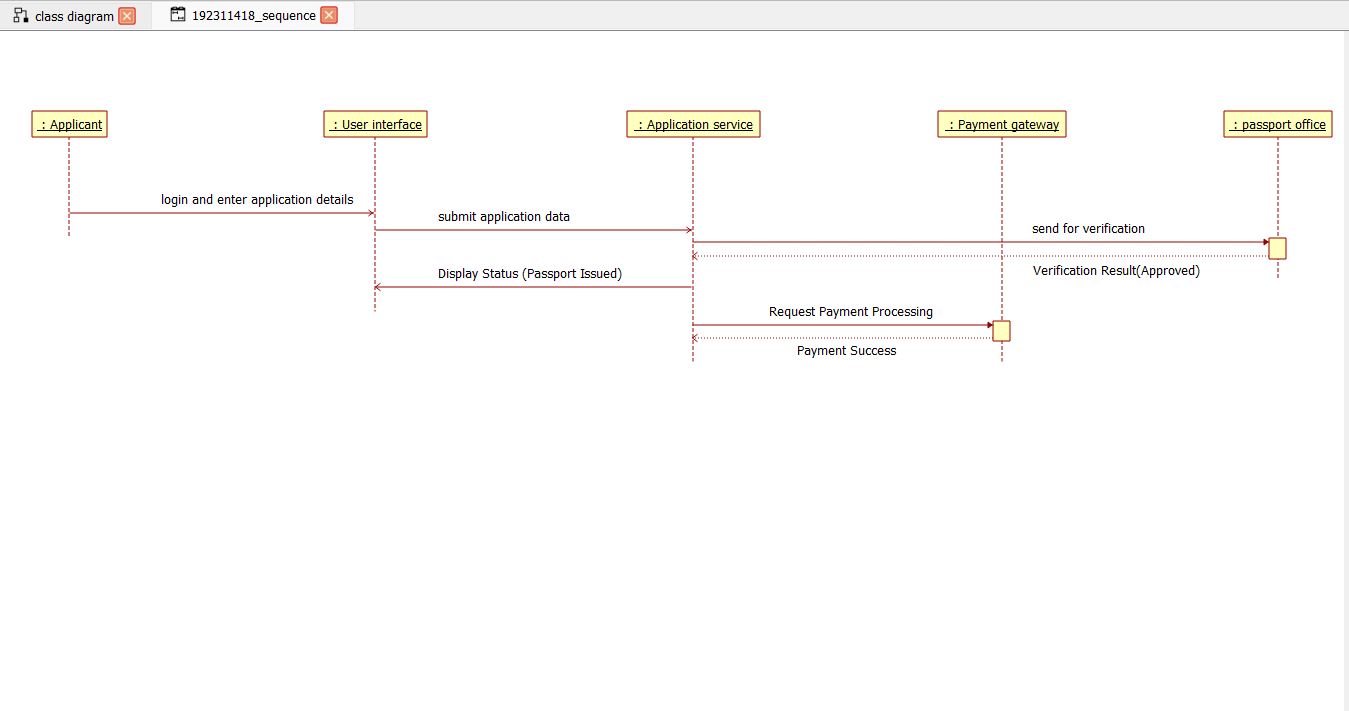 class diagram
192311418_sequence
: Applicant
: User interface
: Application service
: Payment gateway
: passport office
login and enter application details
submit application data
send for verification
Verification Result(Approved)
Display Status (Passport Issued)
Request Payment Processing
Payment Success